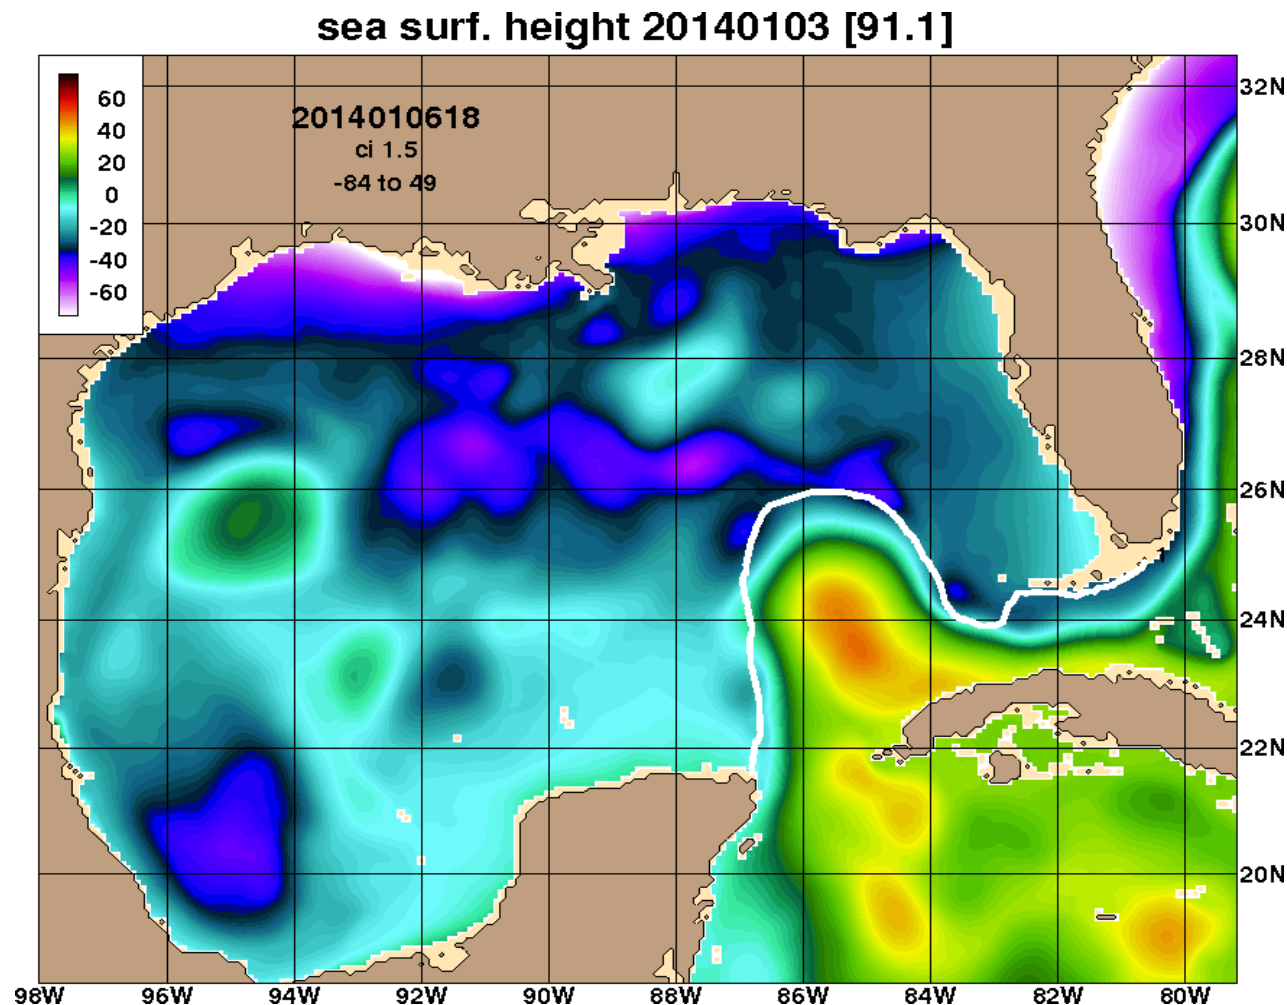 sea surf. height 20140103 [91.1]
60
40
20
0
-20
-40
-60
2014010618
ci 1.5
-84 to 49
32N
30N
28N
26N
24N
22N
20N
98W 96W 94W 92W 90W 88W 86W 84W 82W 80W